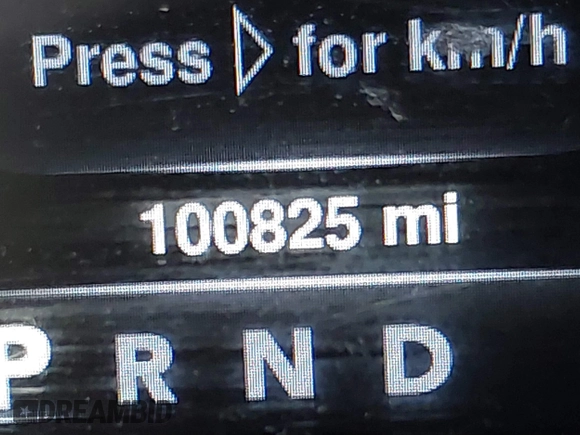 Press ▷ for km/h
100825 mi
P R N D
DREAMBID